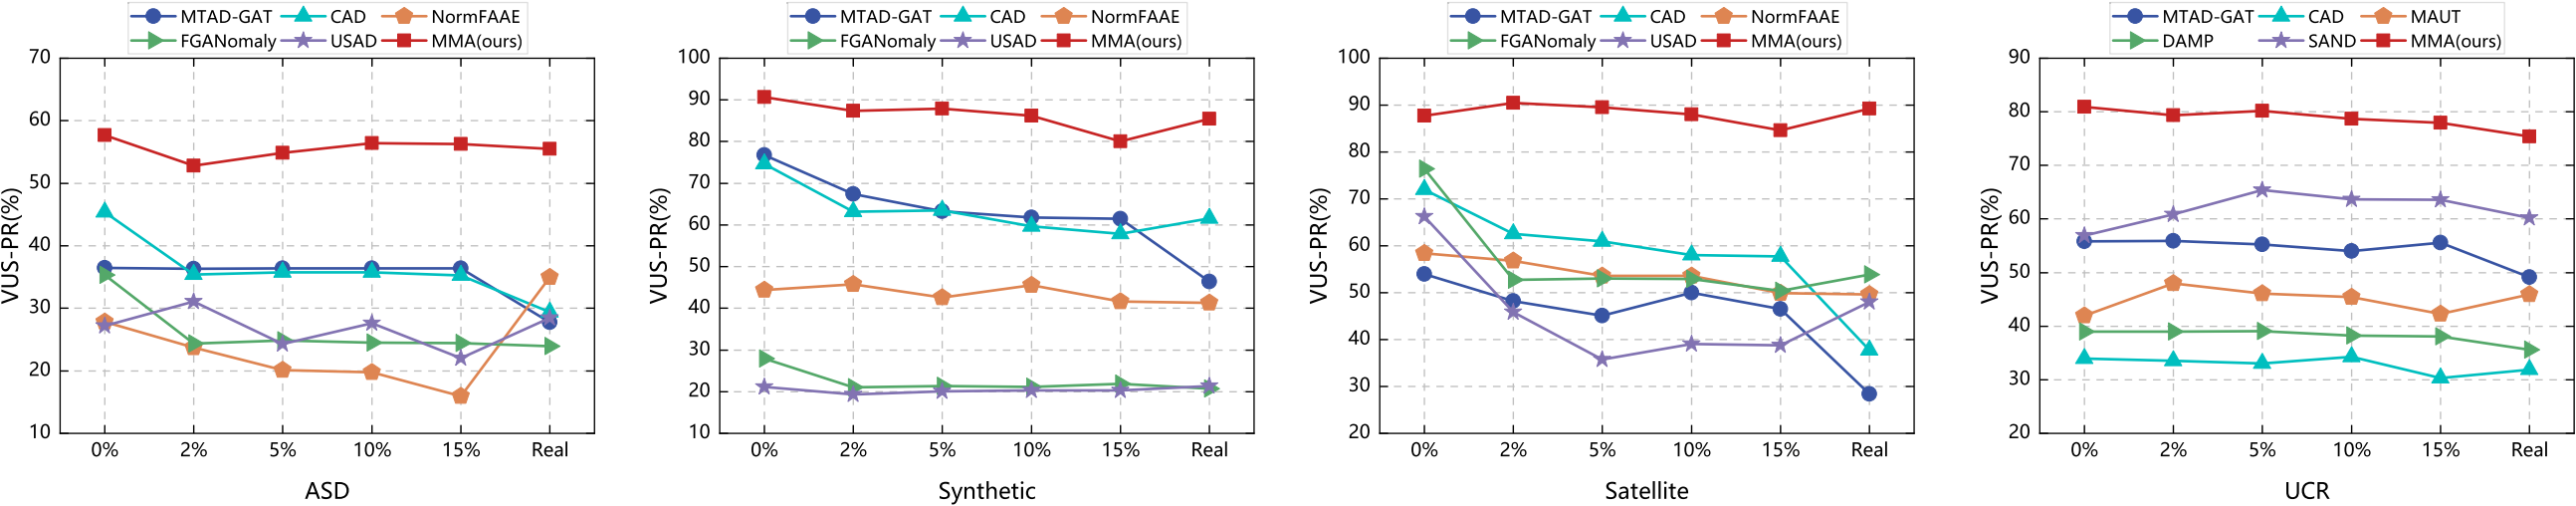 MTAD-GAT CAD NormFAAE
FGANomaly USAD MMA(ours)
70
60
50
40
30
20
10
VUS-PR(%)
0% 2% 5% 10% 15% Real
ASD
MTAD-GAT CAD NormFAAE
FGANomaly USAD MMA(ours)
100
90
80
70
60
50
40
30
20
10
VUS-PR(%)
0% 2% 5% 10% 15% Real
Synthetic
MTAD-GAT CAD NormFAAE
FGANomaly USAD MMA(ours)
100
90
80
70
60
50
40
30
20
VUS-PR(%)
0% 2% 5% 10% 15% Real
Satellite
MTAD-GAT CAD MAUT
DAMP SAND MMA(ours)
90
80
70
60
50
40
30
20
VUS-PR(%)
0% 2% 5% 10% 15% Real
UCR